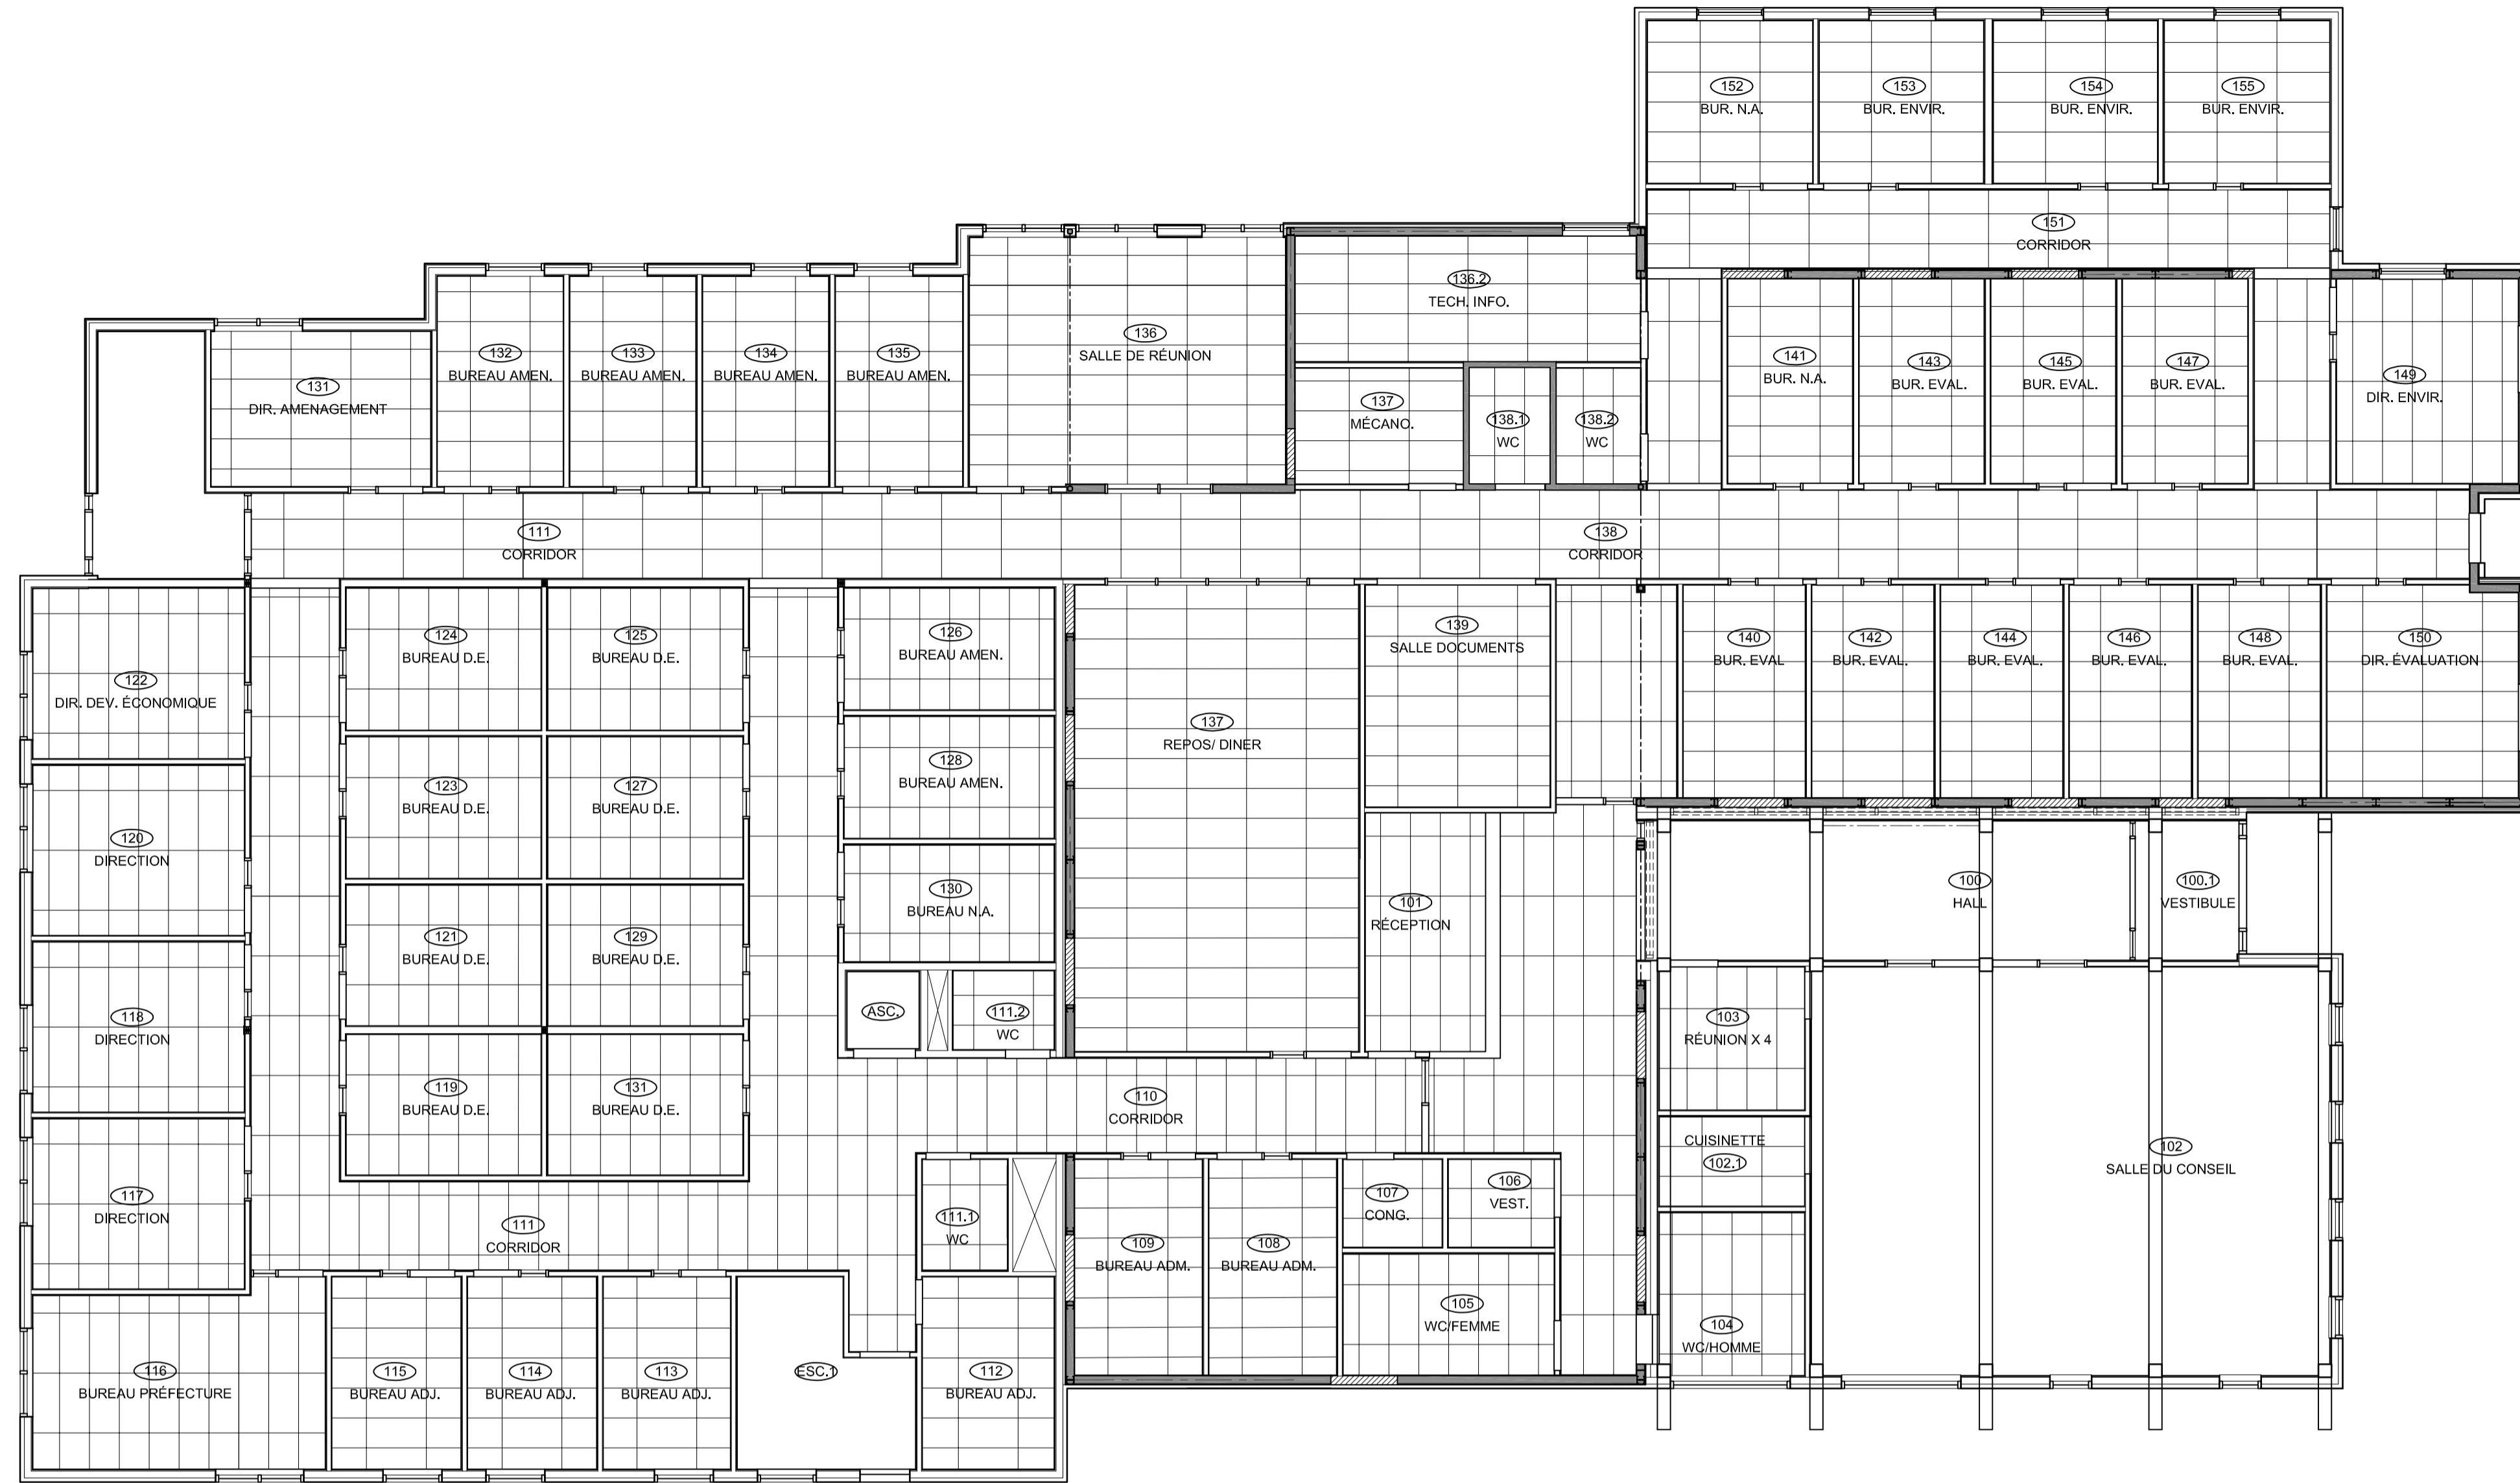 152
BUR. N.A.
153
BUR. ENVIR.
154
BUR. ENVIR.
155
BUR. ENVIR.
151
CORRIDOR
136.2
TECH. INFO.
136
SALLE DE RÉUNION
132
BUREAU AMEN.
133
BUREAU AMEN.
134
BUREAU AMEN.
135
BUREAU AMEN.
131
DIR. AMENAGEMENT
137
MÉCANO.
138.1
WC
138.2
WC
141
BUR. N.A.
143
BUR. EVAL.
145
BUR. EVAL.
147
BUR. EVAL.
149
DIR. ENVIR.
111
CORRIDOR
138
CORRIDOR
122
DIR. DEV. ÉCONOMIQUE
124
BUREAU D.E.
125
BUREAU D.E.
126
BUREAU AMEN.
139
SALLE DOCUMENTS
140
BUR. EVAL
142
BUR. EVAL.
144
BUR. EVAL.
146
BUR. EVAL.
148
BUR. EVAL.
150
DIR. ÉVALUATION
137
REPOS/ DINER
120
DIRECTION
123
BUREAU D.E.
127
BUREAU D.E.
128
BUREAU AMEN.
130
BUREAU N.A.
101
RÉCEPTION
100
HALL
100.1
VESTIBULE
118
DIRECTION
121
BUREAU D.E.
129
BUREAU D.E.
ASC.
111.2
WC
103
RÉUNION X 4
119
BUREAU D.E.
131
BUREAU D.E.
110
CORRIDOR
CUISINETTE
102.1
102
SALLE DU CONSEIL
117
DIRECTION
111
CORRIDOR
111.1
WC
109
BUREAU ADM.
108
BUREAU ADM.
107
CONG.
106
VEST.
105
WC/FEMME
104
WC/HOMME
116
BUREAU PRÉFECTURE
115
BUREAU ADJ.
114
BUREAU ADJ.
113
BUREAU ADJ.
ESC.1
112
BUREAU ADJ.